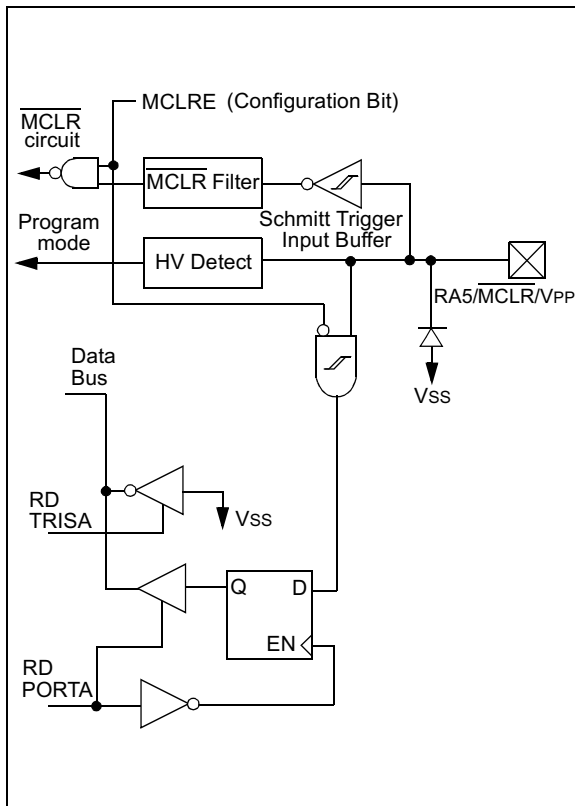 MCLRE (Configuration Bit)
MCLR
circuit
MCLR Filter
Schmitt Trigger
Input Buffer
Program
mode
HV Detect
RA5/MCLR/VPP
VSS
Data
Bus
RD
TRISA
VSS
Q
D
EN
RD
PORTA